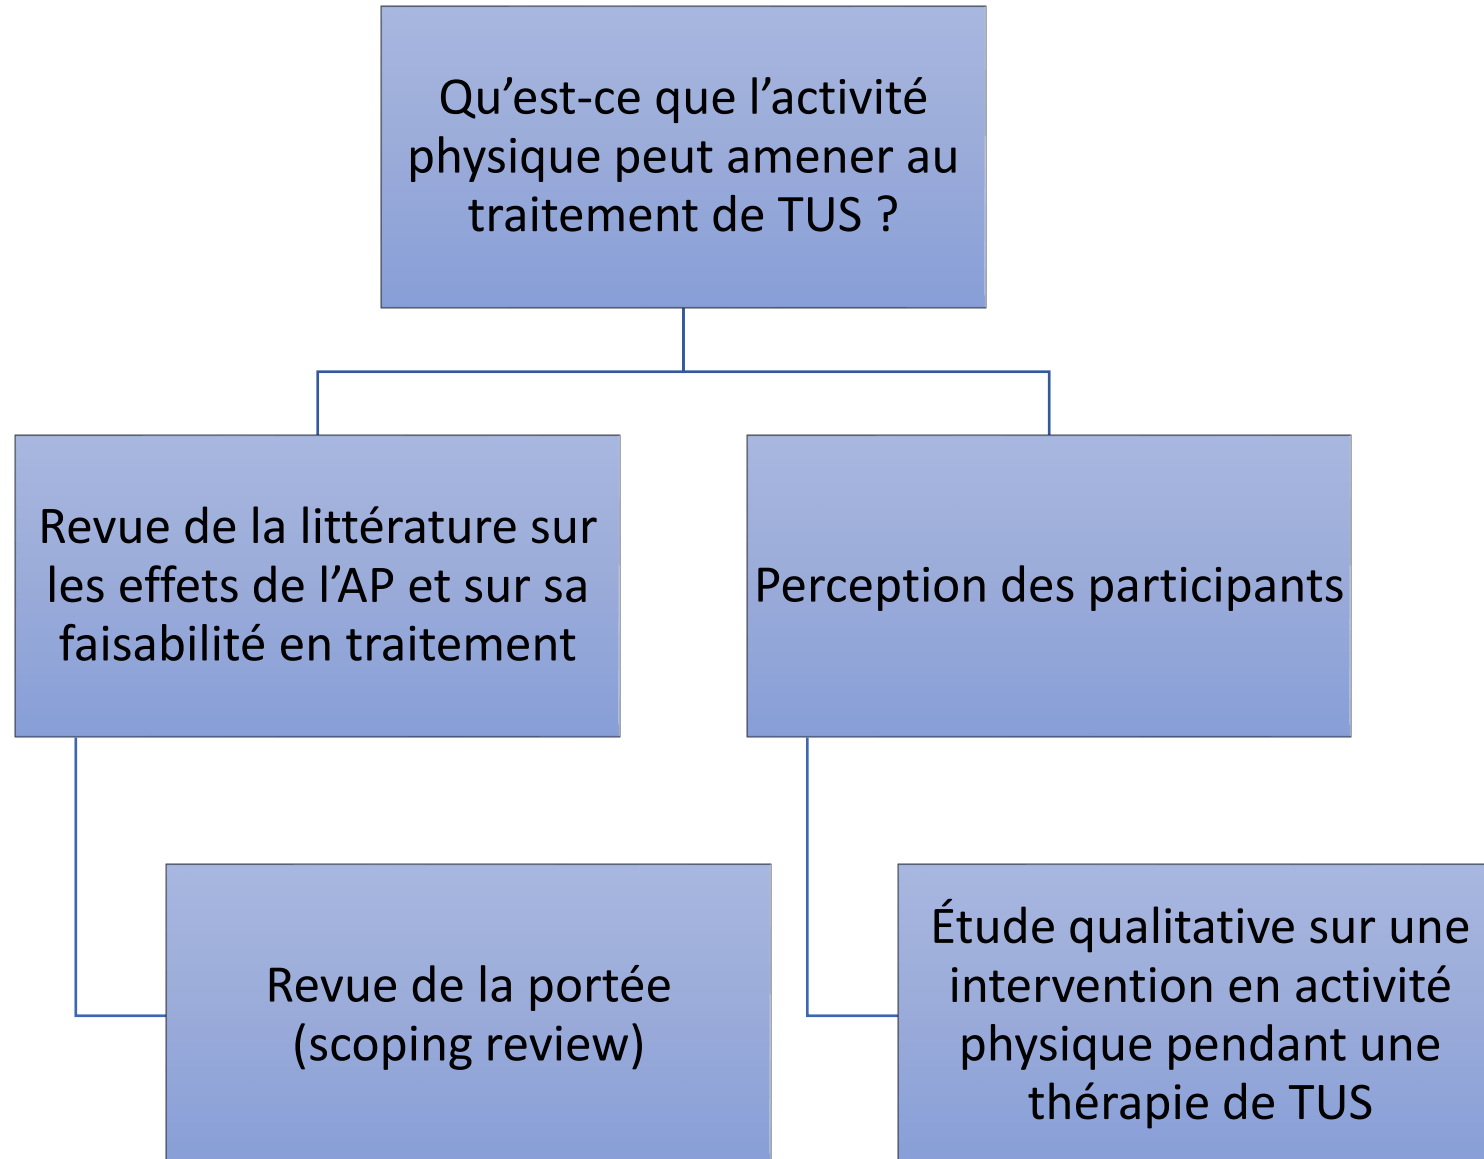 Qu’est-ce que l’activité
physique peut amener au
traitement de TUS ?
Revue de la littérature sur
les effets de l’AP et sur sa
faisabilité en traitement
Perception des participants
Revue de la portée
(scoping review)
Étude qualitative sur une
intervention en activité
physique pendant une
thérapie de TUS